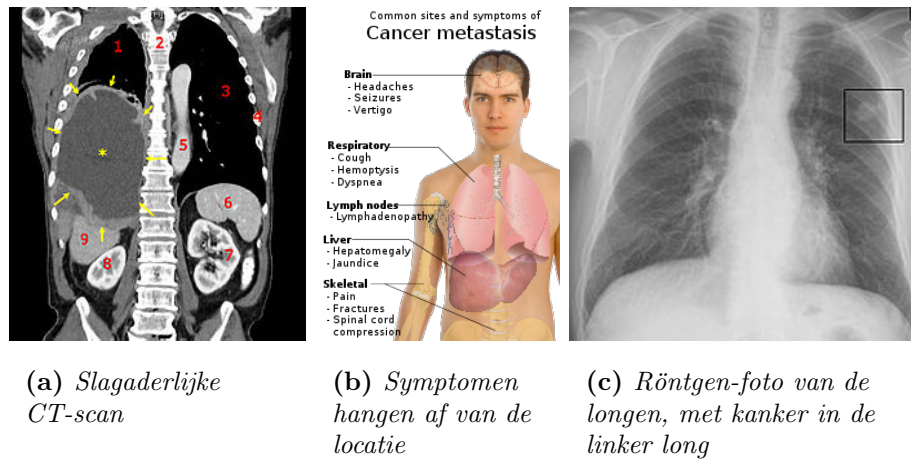 1
2
3
4
5
6
7
8
9
*
Common sites and symptoms of
Cancer metastasis
Brain
- Headaches
- Seizures
- Vertigo
Respiratory
- Cough
- Hemoptysis
- Dyspnea
Lymph nodes
- Lymphadenopathy
Liver
- Hepatomegaly
- Jaundice
Skeletal
- Pain
- Fractures
- Spinal cord
compression
(a) Slagaderlijke
CT-scan
(b) Symptomen
hangen af van de
locatie
(c) Röntgen-foto van de
longen, met kanker in de
linker long